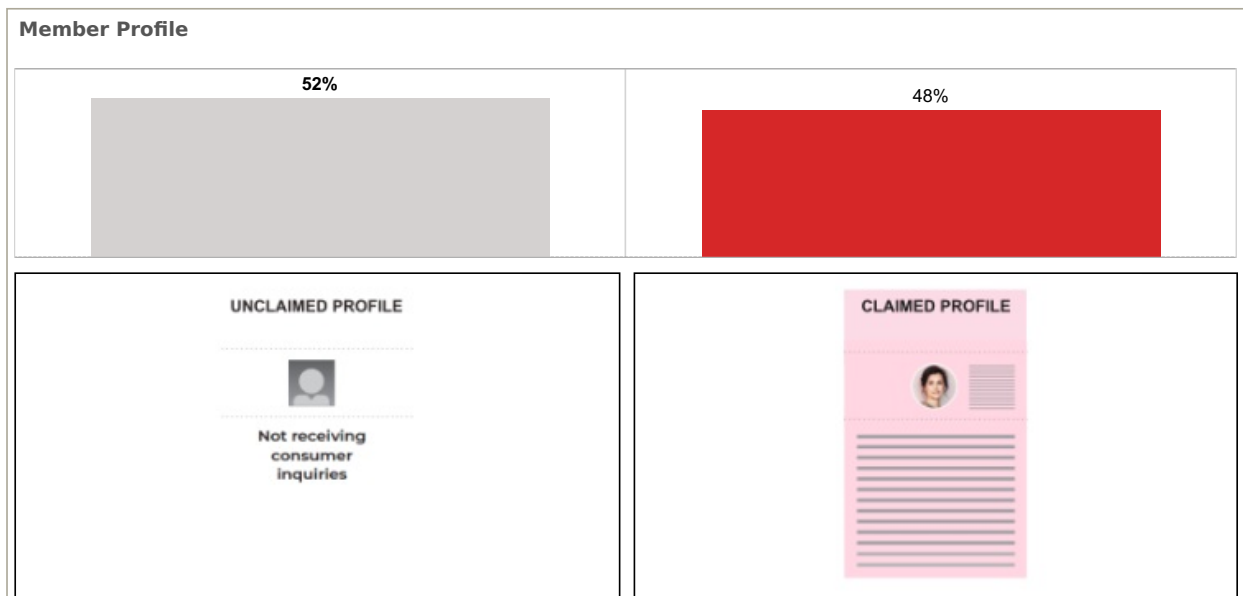 Member Profile
52%
48%
UNCLAIMED PROFILE
Not receiving
consumer
inquiries
CLAIMED PROFILE